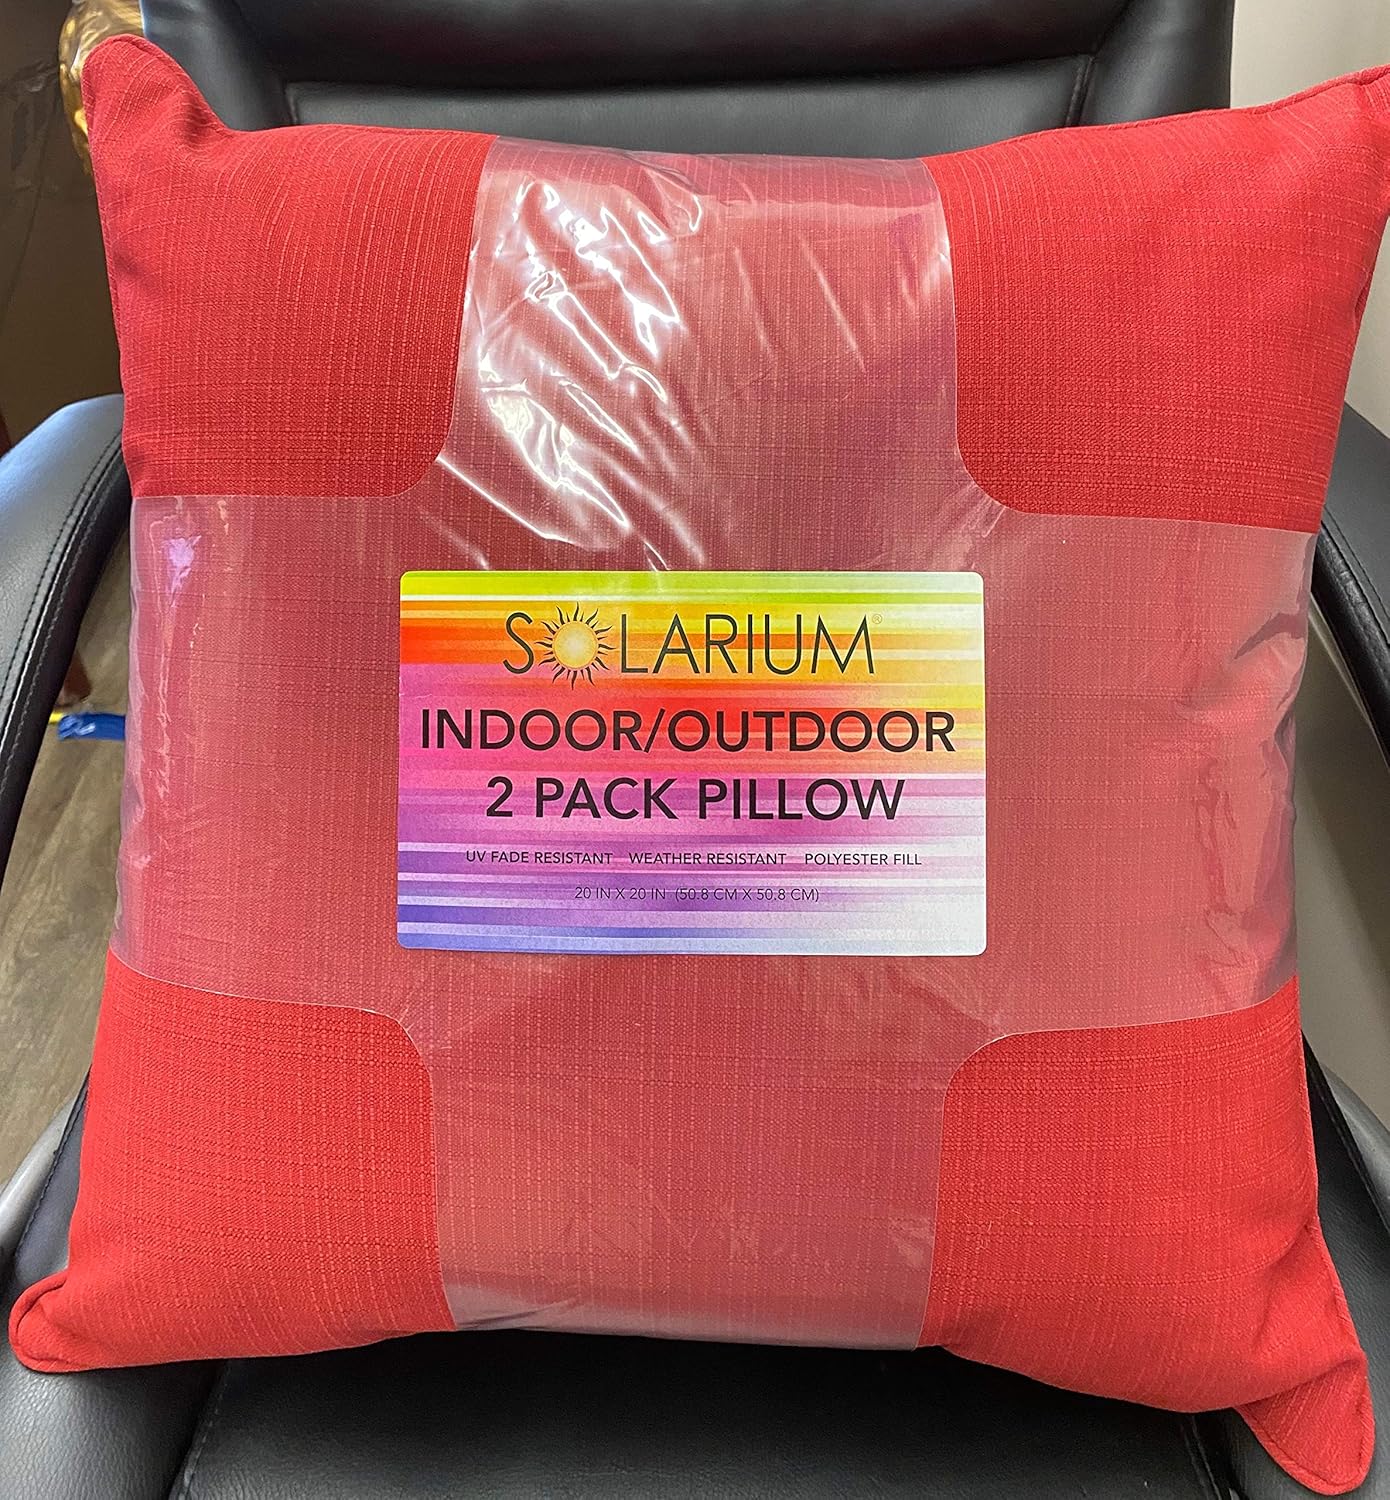 SOLARIUM®
INDOOR/OUTDOOR
2 PACK PILLOW
UV FADE RESISTANT WEATHER RESISTANT POLYESTER FILL
20 IN X 20 IN (50.8 CM X 50.8 CM)